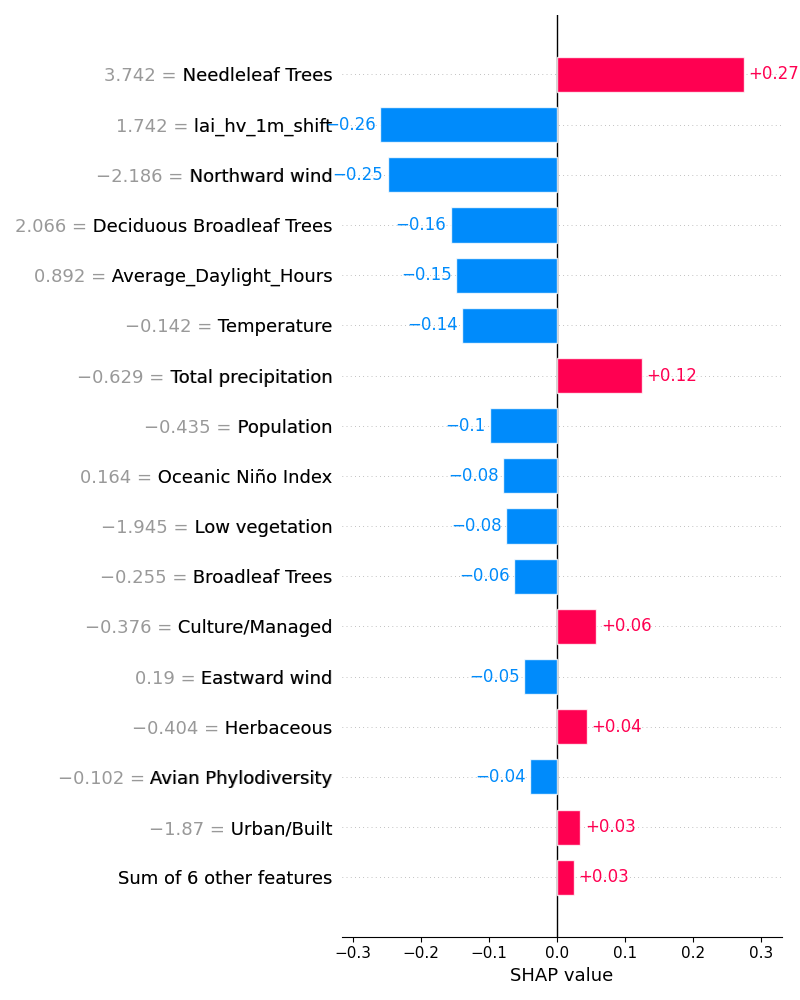 3.742 = Needleleaf Trees +0.27
1.742 = lai_hv_1m_shift −0.26
−2.186 = Northward wind −0.25
2.066 = Deciduous Broadleaf Trees −0.16
0.892 = Average_Daylight_Hours −0.15
−0.142 = Temperature −0.14
−0.629 = Total precipitation +0.12
−0.435 = Population −0.1
0.164 = Oceanic Niño Index −0.08
−1.945 = Low vegetation −0.08
−0.255 = Broadleaf Trees −0.06
−0.376 = Culture/Managed +0.06
0.19 = Eastward wind −0.05
−0.404 = Herbaceous +0.04
−0.102 = Avian Phylodiversity −0.04
−1.87 = Urban/Built +0.03
Sum of 6 other features +0.03
−0.3 −0.2 −0.1 0.0 0.1 0.2 0.3
SHAP value